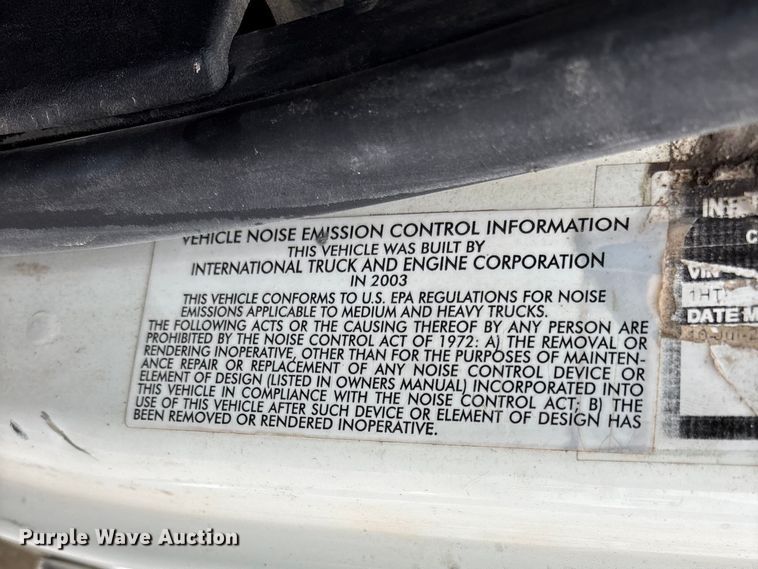 VEHICLE NOISE EMISSION CONTROL INFORMATION
THIS VEHICLE WAS BUILT BY
INTERNATIONAL TRUCK AND ENGINE CORPORATION
IN 2003
THIS VEHICLE CONFORMS TO U.S. EPA REGULATIONS FOR NOISE
EMISSIONS APPLICABLE TO MEDIUM AND HEAVY TRUCKS.
THE FOLLOWING ACTS OR THE CAUSING THEREOF BY ANY PERSON ARE
PROHIBITED BY THE NOISE CONTROL ACT OF 1972: A) THE REMOVAL OR
RENDERING INOPERATIVE, OTHER THAN FOR THE PURPOSES OF MAINTEN-
ANCE REPAIR OR REPLACEMENT OF ANY NOISE CONTROL DEVICE OR
ELEMENT OF DESIGN (LISTED IN OWNERS MANUAL) INCORPORATED INTO
THIS VEHICLE IN COMPLIANCE WITH THE NOISE CONTROL ACT; B) THE
USE OF THIS VEHICLE AFTER SUCH DEVICE OR ELEMENT OF DESIGN HAS
BEEN REMOVED OR RENDERED INOPERATIVE.
VIN
1HT
DATE M
Purple Wave Auction